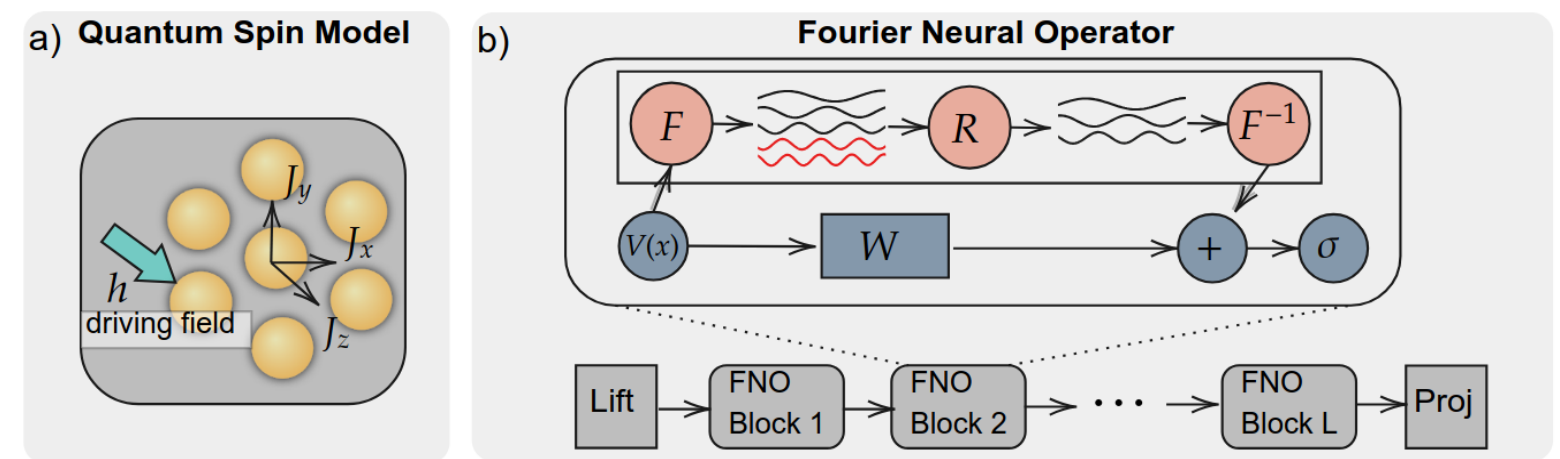 a) Quantum Spin Model
J_y
J_x
h
driving field
J_z
b) Fourier Neural Operator
F
R
F^{-1}
V(x)
W
+
σ
Lift
FNO
Block 1
FNO
Block 2
...
FNO
Block L
Proj